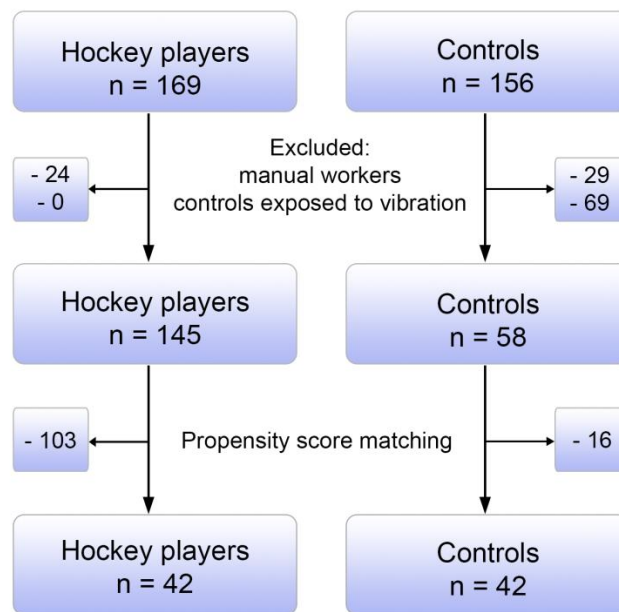 Hockey players
n = 169
Controls
n = 156
Excluded:
manual workers
controls exposed to vibration
- 24
- 0
- 29
- 69
Hockey players
n = 145
Controls
n = 58
- 103
Propensity score matching
- 16
Hockey players
n = 42
Controls
n = 42